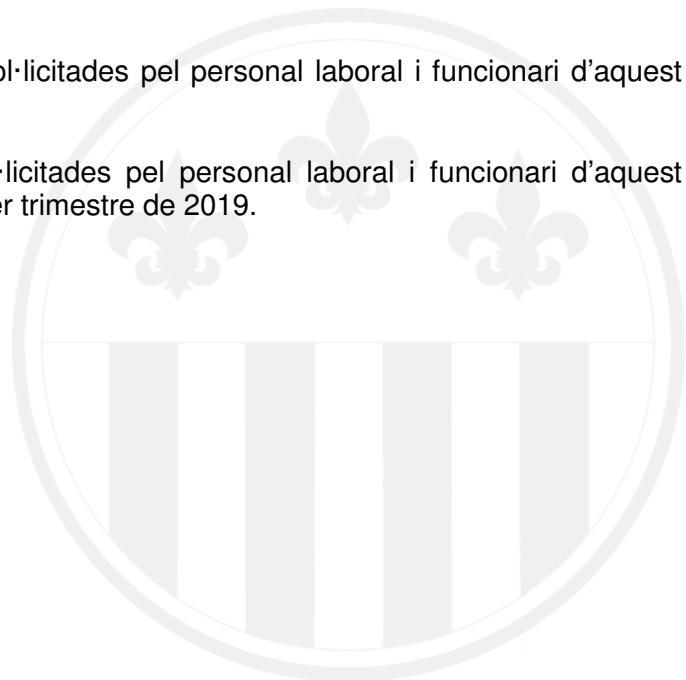 ol·licitades pel personal laboral i funcionari d'aquest
·licitades pel personal laboral i funcionari d'aquest
er trimestre de 2019.